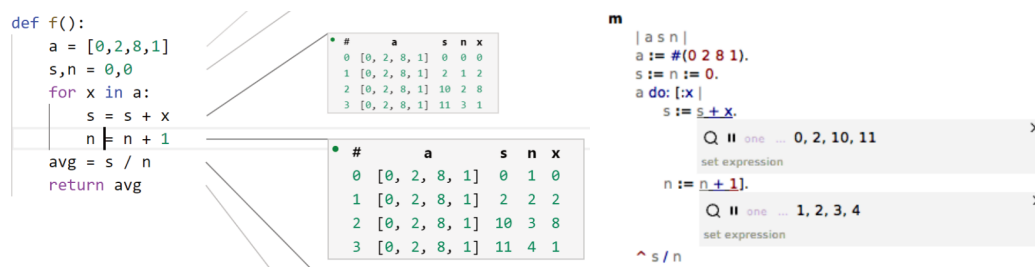 def f():
a = [0,2,8,1]
s,n = 0,0
for x in a:
s = s + x
n = n + 1
avg = s / n
return avg
# a s n x
0 [0, 2, 8, 1] 0 0 0
1 [0, 2, 8, 1] 2 1 2
2 [0, 2, 8, 1] 10 2 8
3 [0, 2, 8, 1] 11 3 1
# a s n x
0 [0, 2, 8, 1] 0 1 0
1 [0, 2, 8, 1] 2 2 2
2 [0, 2, 8, 1] 10 3 8
3 [0, 2, 8, 1] 11 4 1
m
| a s n |
a := #(0 2 8 1).
s := n := 0.
a do: [:x |
s := s + x.
one ... 0, 2, 10, 11
set expression
n := n + 1].
one ... 1, 2, 3, 4
set expression
^ s / n